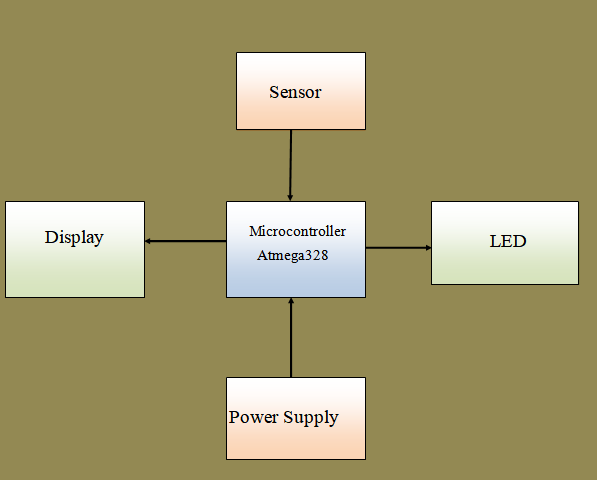 Sensor
Display
Microcontroller
Atmega328
LED
Power Supply